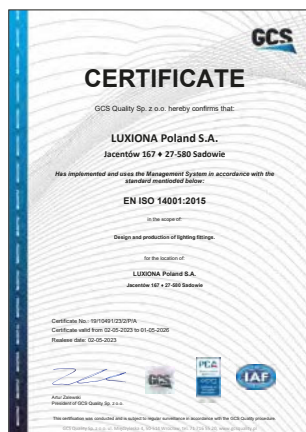 GCS
CERTIFICATE
GCS Quality Sp. z o.o. hereby confirms that:
LUXIONA Poland S.A.
Jacentów 167 ♦ 27-580 Sadowie
Has implemented and uses the Management System in accordance with the
standard mentioded below:
EN ISO 14001:2015
in the scope of:
Design and production of lighting fittings.
for the location of:
LUXIONA Poland S.A.
Jacentów 167 ♦ 27-580 Sadowie
Certificate No.: 19/10491/23/2/P/A
Certificate valid from 02-05-2023 to 01-05-2026
Realese date: 02-05-2023
GCS
PCA
IAF
Artur Zalewski
President of GCS Quality Sp. z o.o.
This certification was conducted and is subject to regular surveillance in accordance with the GCS Quality procedure